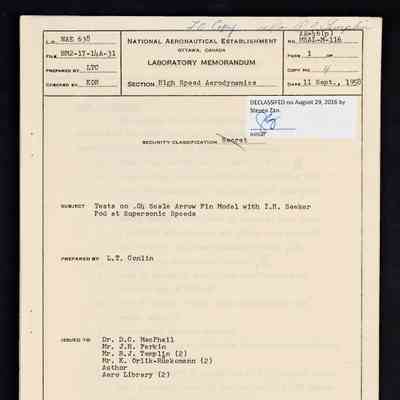 L.O. NAE 638
FILE BM2-17-14A-31
PREPARED BY LTC
CHECKED BY KOR
NATIONAL AERONAUTICAL ESTABLISHMENT
OTTAWA, CANADA
LABORATORY MEMORANDUM
SECTION High Speed Aerodynamics
PAGE 1 OF
COPY NO. 4
DATE 11 Sept., 1958
DECLASSIFIED on August 29, 2016 by
Steven Zan.
SECURITY CLASSIFICATION Secret
SUBJECT Tests on .04 Scale Arrow Fin Model with I.R. Seeker
Pod at Supersonic Speeds
PREPARED BY L.T. Conlin
ISSUED TO Dr. D.C. MacPhail
Mr. J.H. Parkin
Mr. R.J. Templin (2)
Mr. K. Orlik-Rückemann (2)
Author
Aero Library (2)